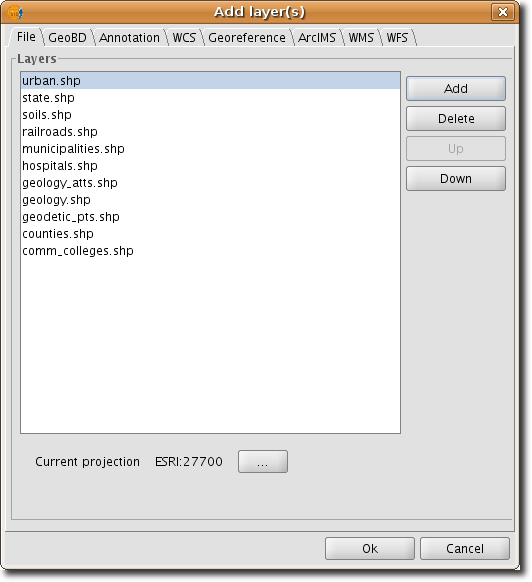 Add layer(s)
File GeoBD Annotation WCS Georeference ArcIMS WMS WFS
Layers
urban.shp
state.shp
soils.shp
railroads.shp
municipalities.shp
hospitals.shp
geology_atts.shp
geology.shp
geodetic_pts.shp
counties.shp
comm_colleges.shp
Add
Delete
Up
Down
Current projection ESRI:27700 ...
Ok Cancel